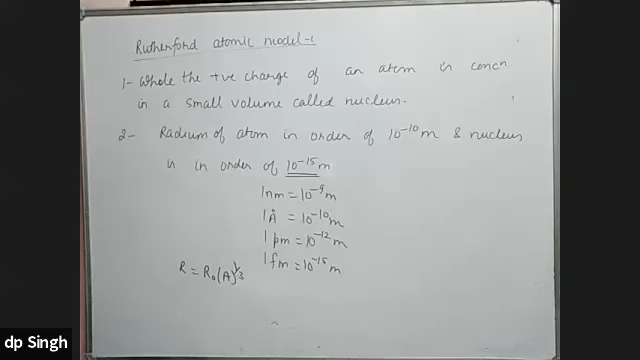 Rutherford atomic model-:
1- Whole the +ve charge of an atom is concn
in a small volume called nucleus.
2- Radius of atom in order of 10⁻¹⁰m & nucleus
is in order of 10⁻¹⁵m
1nm = 10⁻⁹m
1Å = 10⁻¹⁰m
1pm = 10⁻¹²m
1fm = 10⁻¹⁵m
R = R₀(A)^1/3
dp Singh